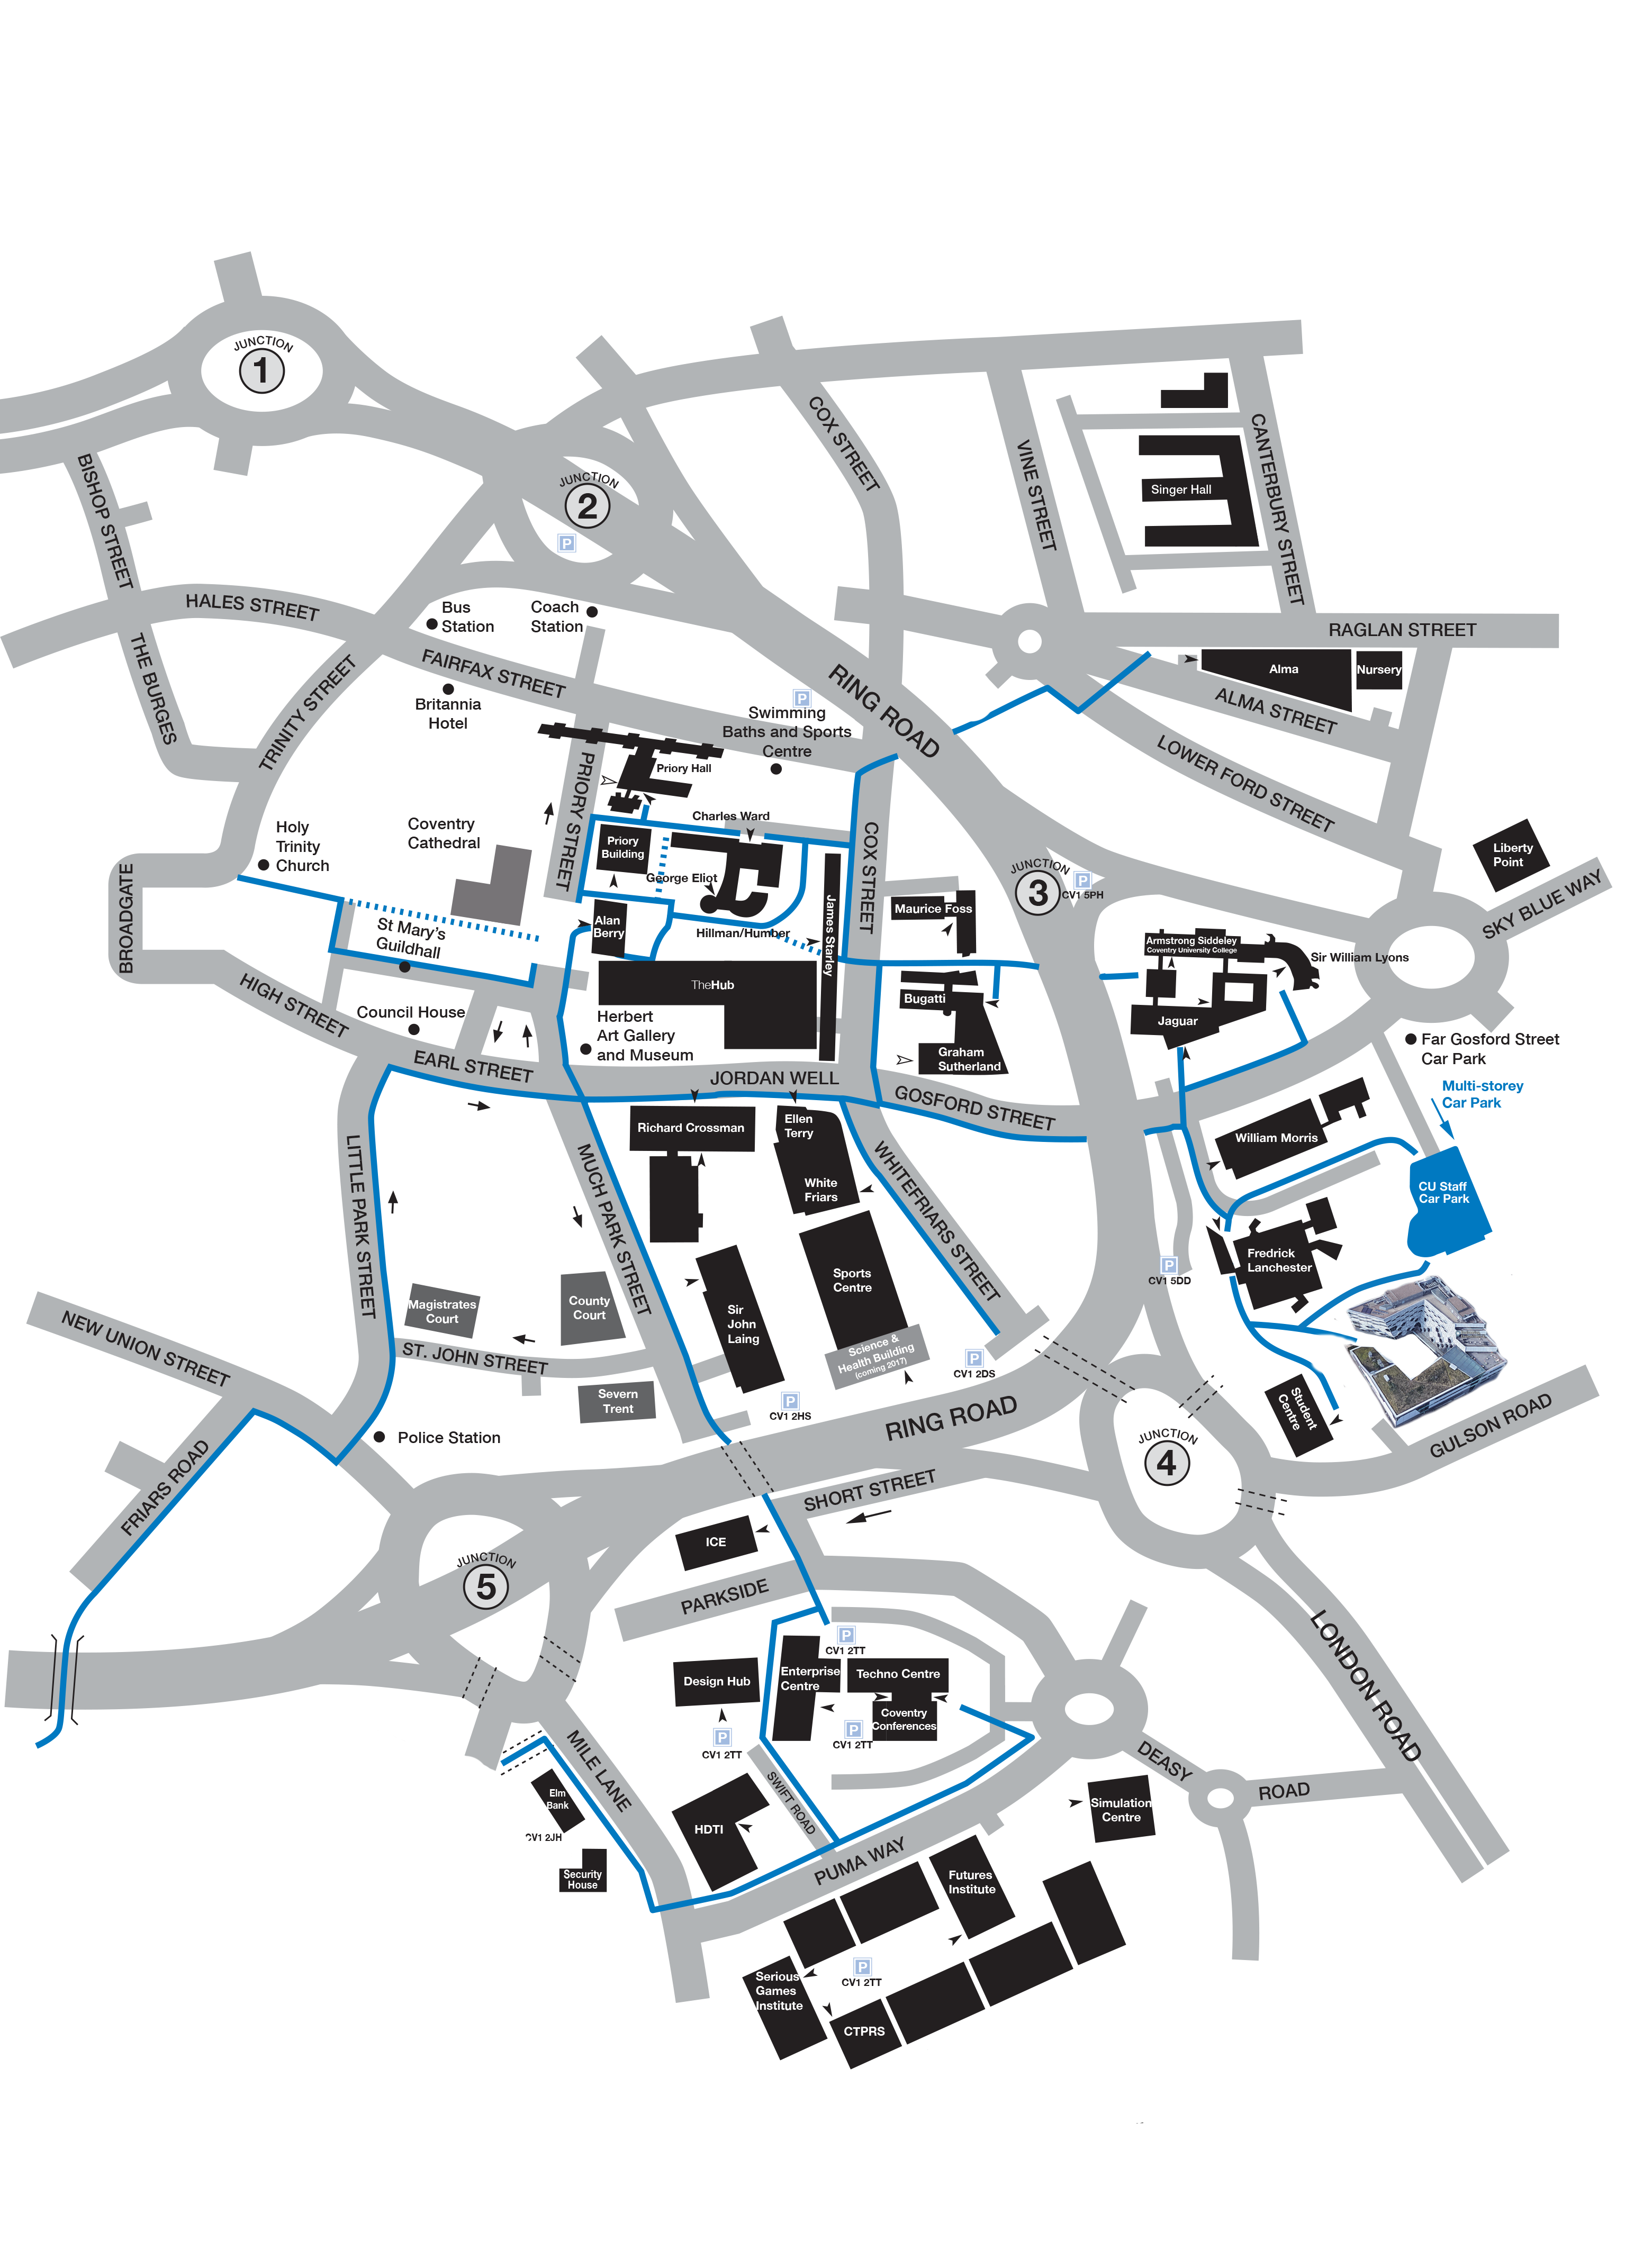 JUNCTION
1
JUNCTION
2
P
BISHOP STREET
COX STREET
VINE STREET
CANTERBURY STREET
Singer Hall
HALES STREET
Bus
Station
Coach
Station
RAGLAN STREET
THE BURGES
TRINITY STREET
FAIRFAX STREET
Britannia
Hotel
P
Swimming
Baths and Sports
Centre
RING ROAD
Alma
Nursery
ALMA STREET
LOWER FORD STREET
PRIORY STREET
Priory Hall
Charles Ward
Holy
Trinity
Church
Coventry
Cathedral
Priory
Building
George Eliot
COX STREET
JUNCTION
3
P
CV1 5PH
Liberty
Point
SKY BLUE WAY
BROADGATE
St Mary's
Guildhall
Alan
Berry
Hillman/Humber
James Starley
Maurice Foss
Armstrong Siddeley
Coventry University College
Sir William Lyons
HIGH STREET
Council House
TheHub
Bugatti
Jaguar
Herbert
Art Gallery
and Museum
Graham
Sutherland
Far Gosford Street
Car Park
EARL STREET
JORDAN WELL
GOSFORD STREET
Multi-storey
Car Park
LITTLE PARK STREET
MUCH PARK STREET
Richard Crossman
Ellen
Terry
White
Friars
WHITEFRIARS STREET
William Morris
CU Staff
Car Park
Sports
Centre
P
CV1 5DD
Fredrick
Lanchester
NEW UNION STREET
Magistrates
Court
County
Court
Sir
John
Laing
Science &
Health Building
(coming 2017)
ST. JOHN STREET
P
CV1 2DS
Severn
Trent
P
CV1 2HS
Student
Centre
RING ROAD
GULSON ROAD
Police Station
FRIARS ROAD
JUNCTION
4
SHORT STREET
ICE
JUNCTION
5
PARKSIDE
LONDON ROAD
P
CV1 2TT
Design Hub
Enterprise
Centre
Techno Centre
Coventry
Conferences
P
CV1 2TT
P
CV1 2TT
MILE LANE
SWIFT ROAD
DEASY
ROAD
Elm
Bank
CV1 2JH
HDTI
Simulation
Centre
Security
House
PUMA WAY
Futures
Institute
P
CV1 2TT
Serious
Games
Institute
CTPRS